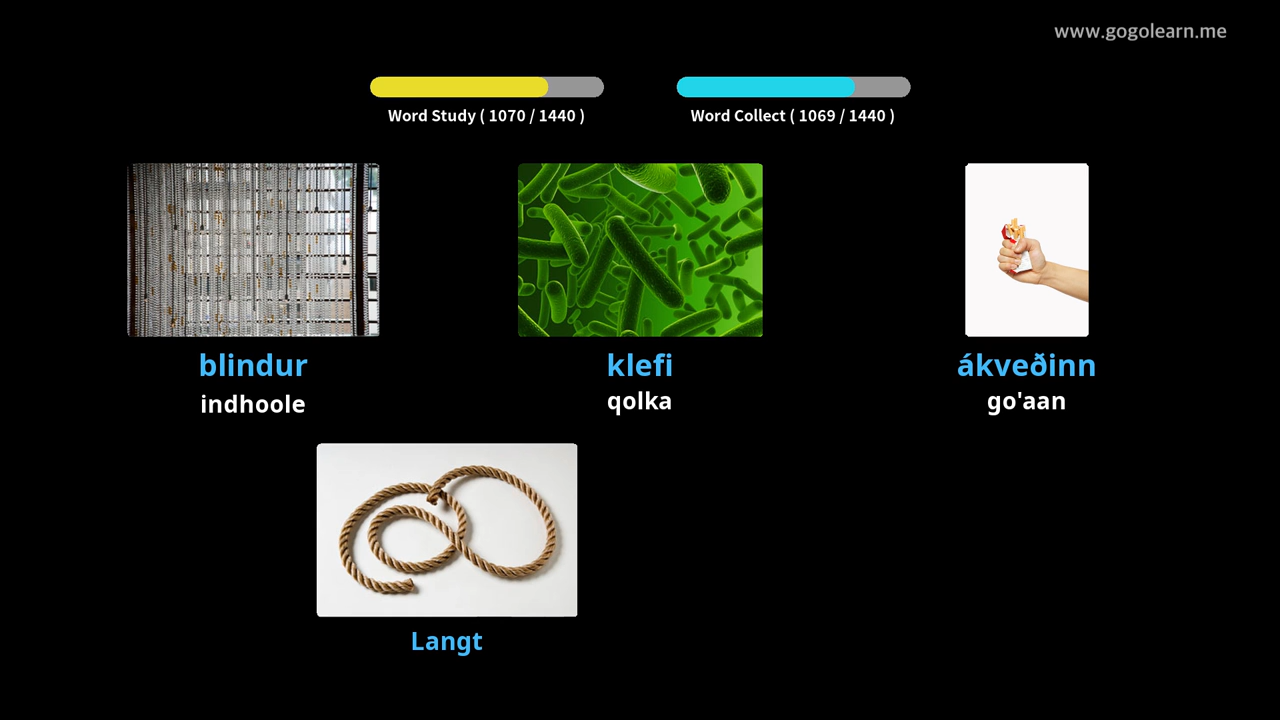 www.gogolearn.me
Word Study ( 1070 / 1440 )
Word Collect ( 1069 / 1440 )
blindur
klefi
ákveðinn
indhoole
qolka
go'aan
Langt